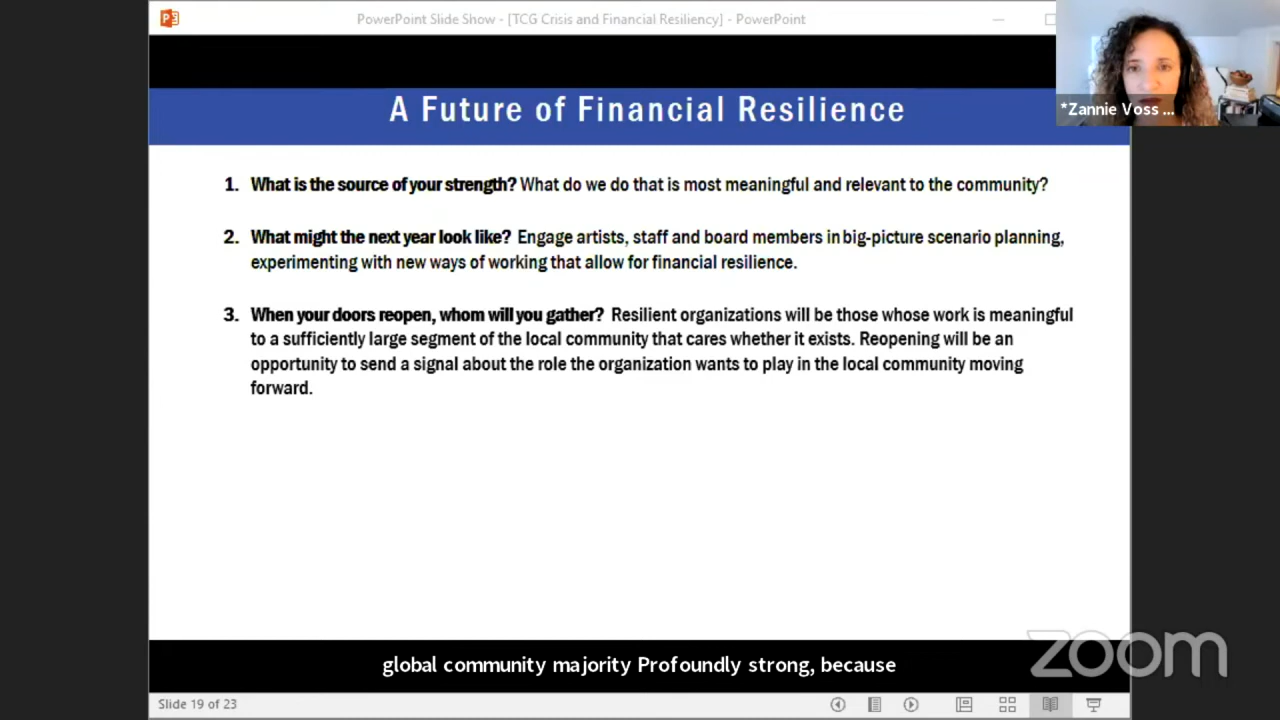 PowerPoint Slide Show - [TCG Crisis and Financial Resiliency] - PowerPoint
A Future of Financial Resilience
*Zannie Voss ...
1. What is the source of your strength? What do we do that is most meaningful and relevant to the community?
2. What might the next year look like? Engage artists, staff and board members in big-picture scenario planning,
experimenting with new ways of working that allow for financial resilience.
3. When your doors reopen, whom will you gather? Resilient organizations will be those whose work is meaningful
to a sufficiently large segment of the local community that cares whether it exists. Reopening will be an
opportunity to send a signal about the role the organization wants to play in the local community moving
forward.
global community majority Profoundly strong, because
zoom
Slide 19 of 23